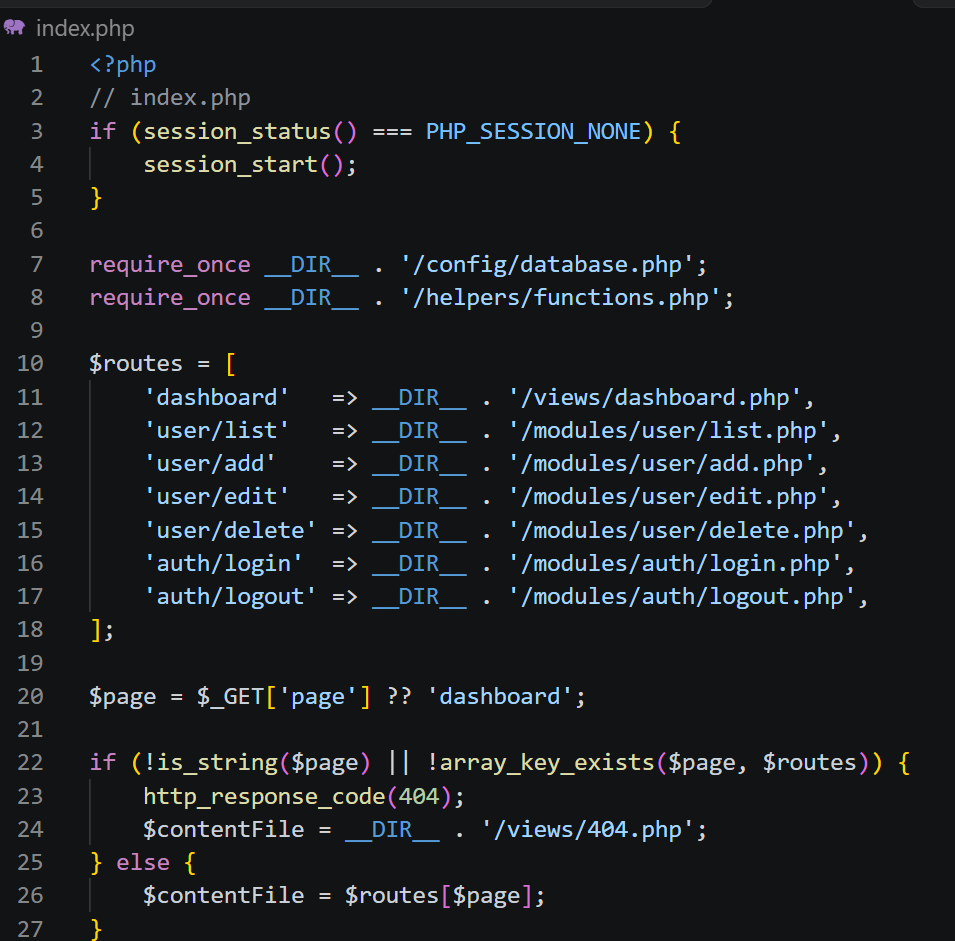 index.php
1 <?php
2 // index.php
3 if (session_status() === PHP_SESSION_NONE) {
4     session_start();
5 }
6
7 require_once __DIR__ . '/config/database.php';
8 require_once __DIR__ . '/helpers/functions.php';
9
10 $routes = [
11     'dashboard'   => __DIR__ . '/views/dashboard.php',
12     'user/list'   => __DIR__ . '/modules/user/list.php',
13     'user/add'    => __DIR__ . '/modules/user/add.php',
14     'user/edit'   => __DIR__ . '/modules/user/edit.php',
15     'user/delete' => __DIR__ . '/modules/user/delete.php',
16     'auth/login'  => __DIR__ . '/modules/auth/login.php',
17     'auth/logout' => __DIR__ . '/modules/auth/logout.php',
18 ];
19
20 $page = $_GET['page'] ?? 'dashboard';
21
22 if (!is_string($page) || !array_key_exists($page, $routes)) {
23     http_response_code(404);
24     $contentFile = __DIR__ . '/views/404.php';
25 } else {
26     $contentFile = $routes[$page];
27 }